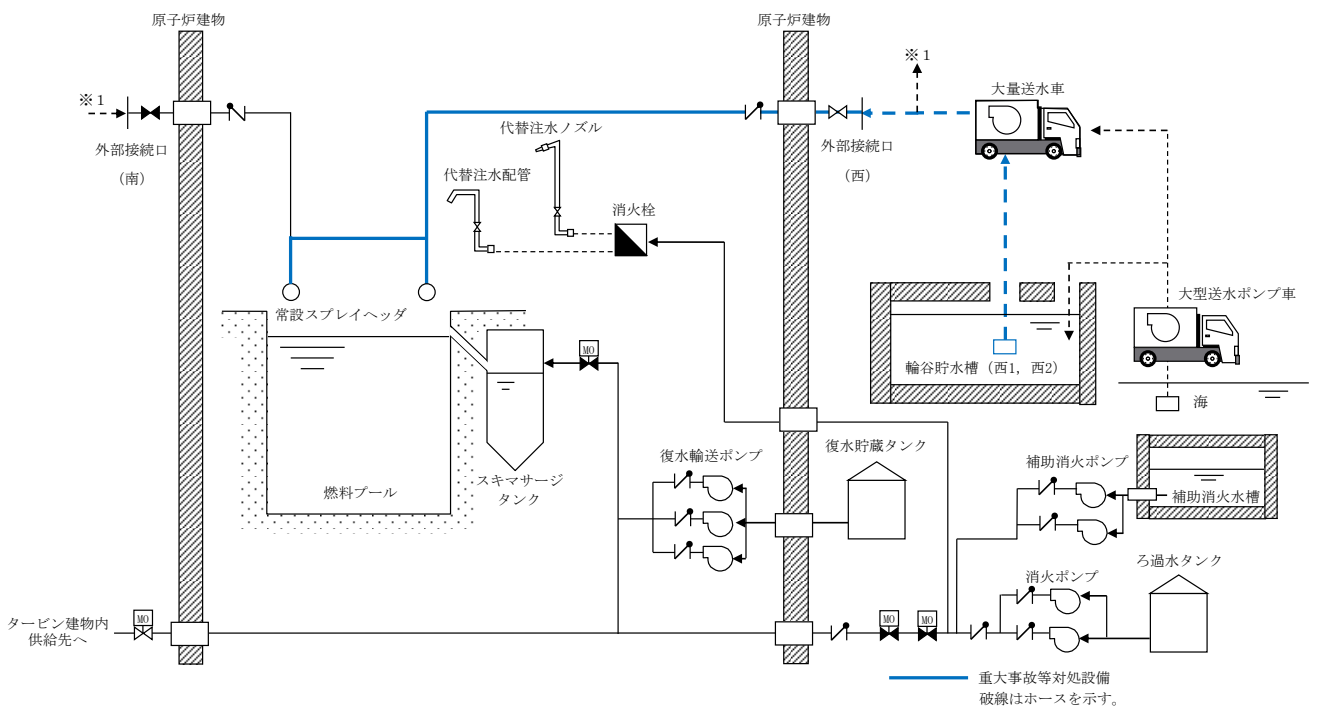 原子炉建物
原子炉建物
※1
大量送水車
※1
代替注水ノズル
外部接続口
(南)
外部接続口
(西)
代替注水配管
消火栓
常設スプレイヘッダ
大型送水ポンプ車
MO
輪谷貯水槽(西1, 西2)
海
復水輸送ポンプ
復水貯蔵タンク
補助消火ポンプ
スキマサージ
タンク
燃料プール
補助消火水槽
ろ過水タンク
消火ポンプ
MO
MO
MO
タービン建物内
供給先へ
重大事故等対処設備
破線はホースを示す。